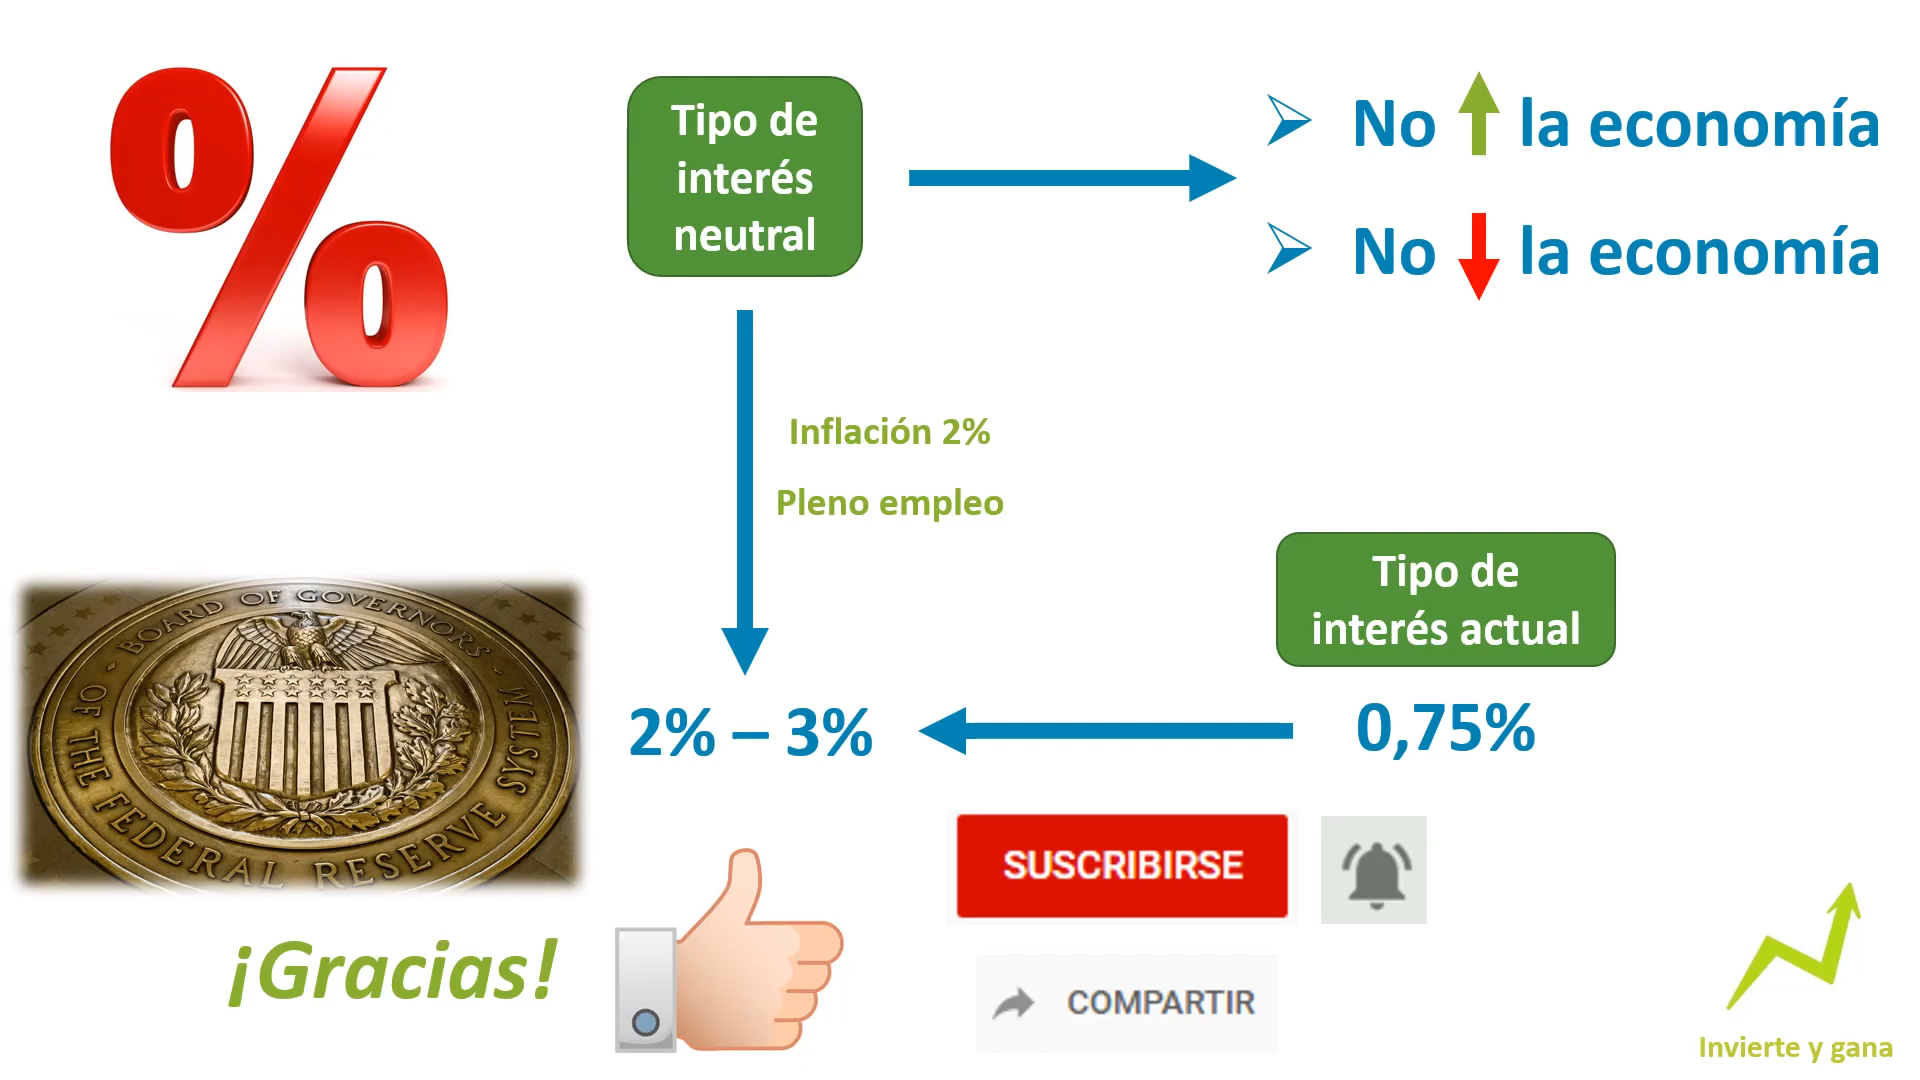 %
Tipo de
interés
neutral
No la economía
No la economía
Inflación 2%
Pleno empleo
Tipo de
interés actual
2% – 3%
0,75%
BOARD OF GOVERNORS
OF THE FEDERAL RESERVE SYSTEM
SUSCRIBIRSE
¡Gracias!
COMPARTIR
Invierte y gana